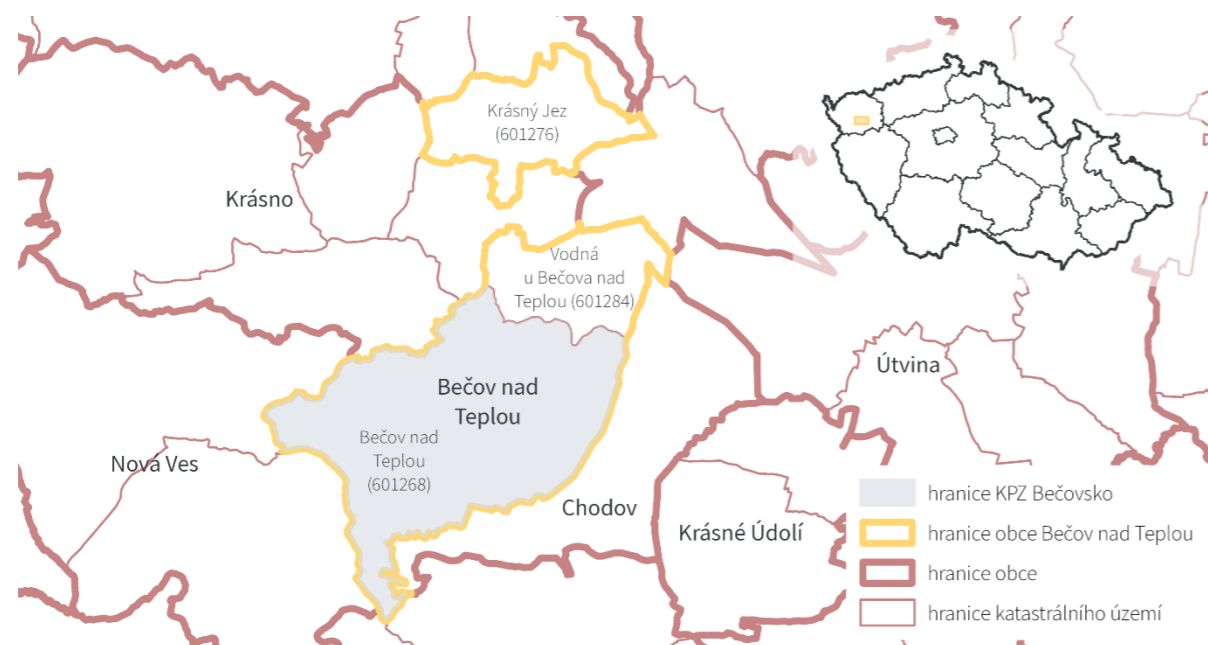 Krásný Jez
(601276)
Krásno
Vodná
u Bečova nad
Teplou (601284)
Útvina
Bečov nad
Teplou
Bečov nad
Teplou
(601268)
Nová Ves
Chodov
Krásné Údolí
hranice KPZ Bečovsko
hranice obce Bečov nad Teplou
hranice obce
hranice katastrálního území